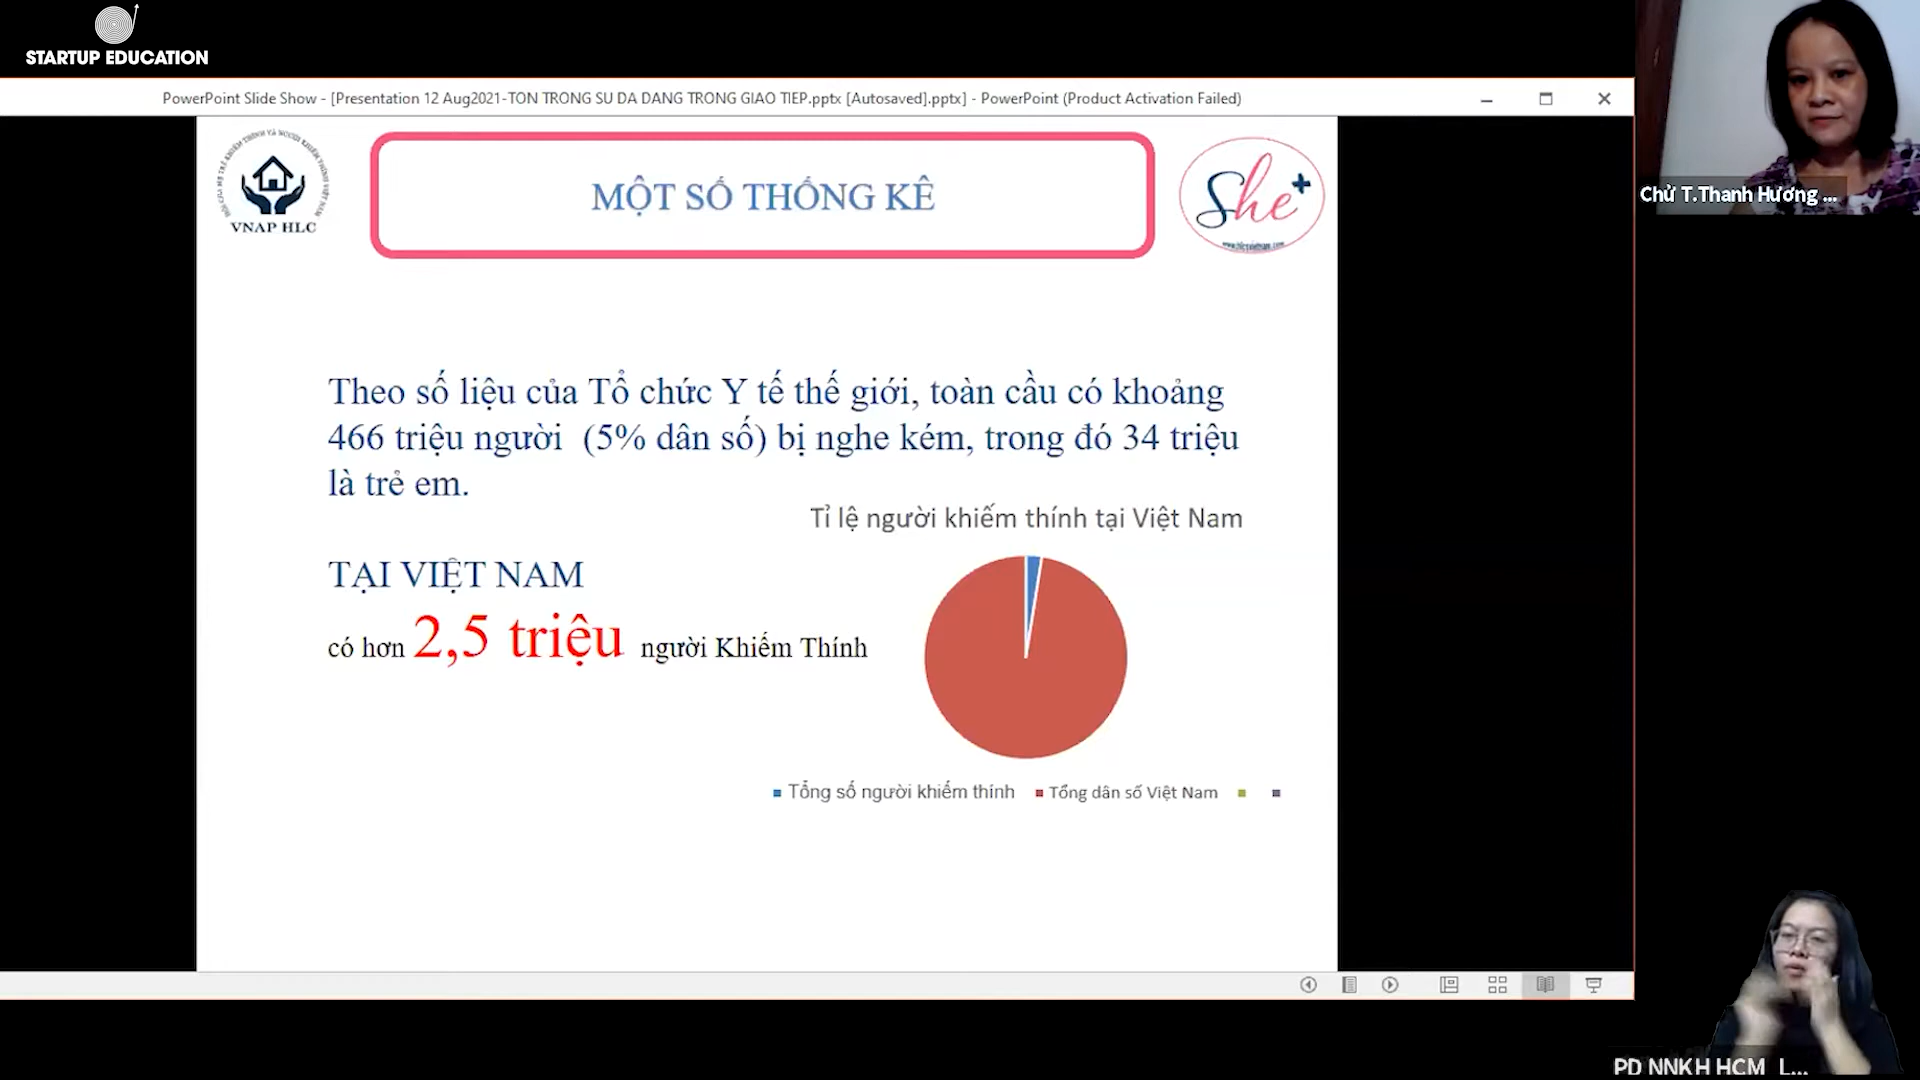 STARTUP EDUCATION
PowerPoint Slide Show - [Presentation 12 Aug2021-TON TRONG SU DA DANG TRONG GIAO TIEP.pptx [Autosaved].pptx] - PowerPoint (Product Activation Failed)
VNAP HLC
MỘT SỐ THỐNG KÊ
She+
Chử T.Thanh Hương ...
Theo số liệu của Tổ chức Y tế thế giới, toàn cầu có khoảng
466 triệu người (5% dân số) bị nghe kém, trong đó 34 triệu
là trẻ em.
Tỉ lệ người khiếm thính tại Việt Nam
TẠI VIỆT NAM
có hơn 2,5 triệu người Khiếm Thính
Tổng số người khiếm thính Tổng dân số Việt Nam
PD NNKH HCM_L...